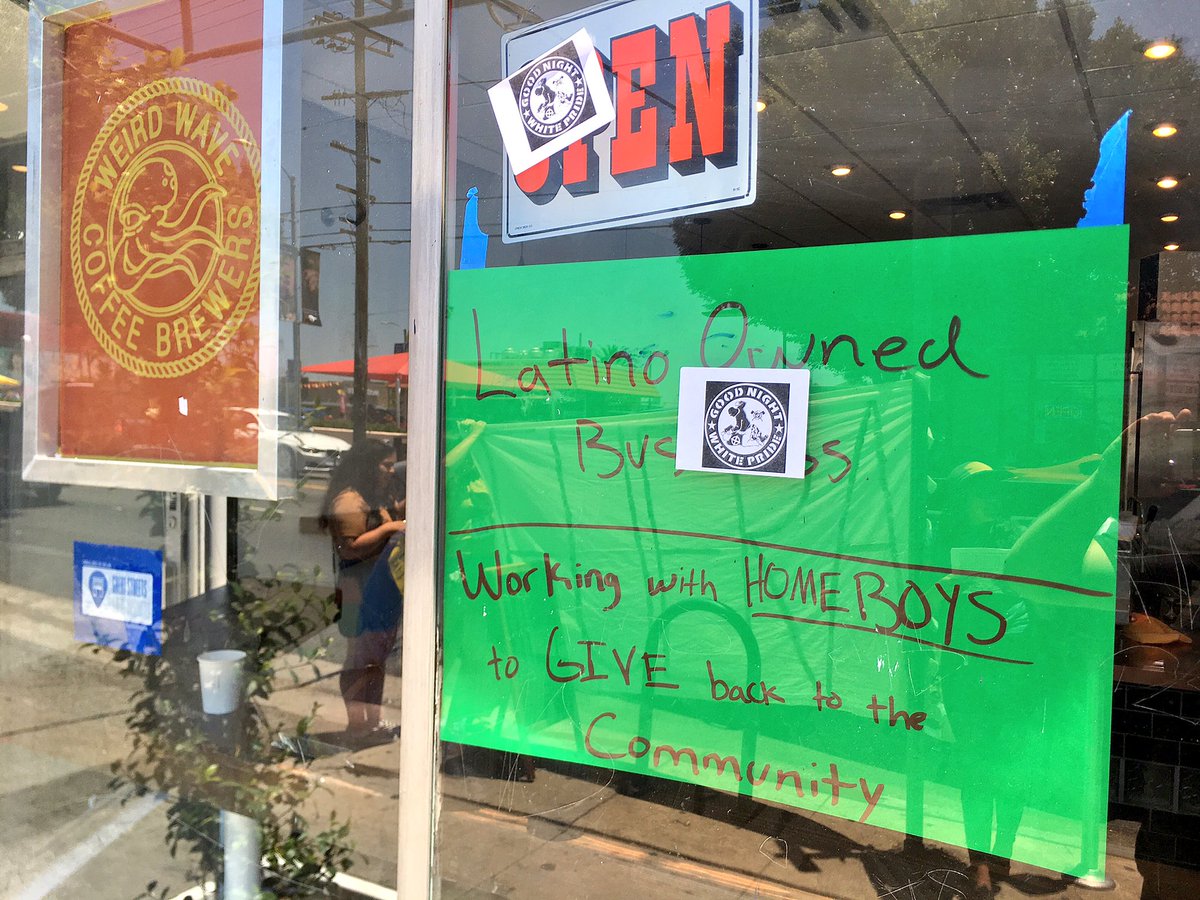 WEIRD WAVE
COFFEE BREWERS
GOOD NIGHT
WHITE PRIDE
OPEN
Latino Owned
GOOD NIGHT
WHITE PRIDE
Working with HOMEBOYS
to GIVE back to the
Community